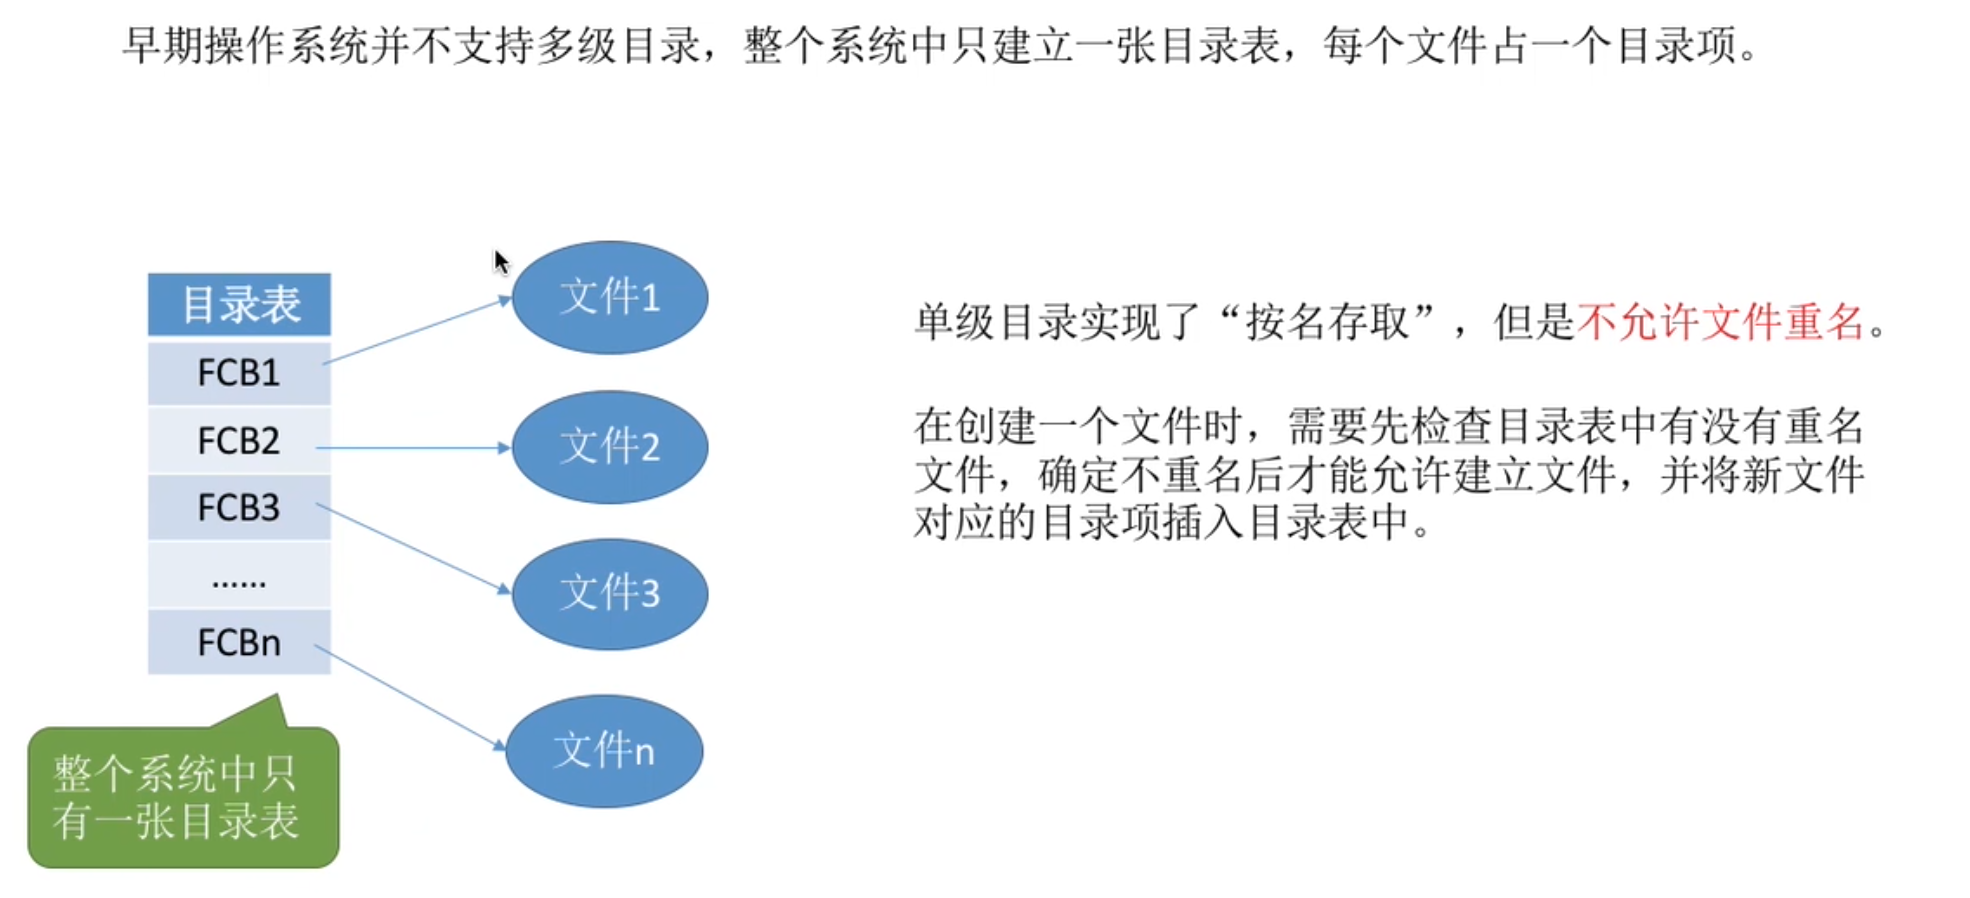 早期操作系统并不支持多级目录，整个系统中只建立一张目录表，每个文件占一个目录项。
目录表
FCB1
FCB2
FCB3
......
FCBn
文件1
文件2
文件3
文件n
整个系统中只
有一张目录表
单级目录实现了“按名存取”，但是不允许文件重名。
在创建一个文件时，需要先检查目录表中有没有重名
文件，确定不重名后才能允许建立文件，并将新文件
对应的目录项插入目录表中。